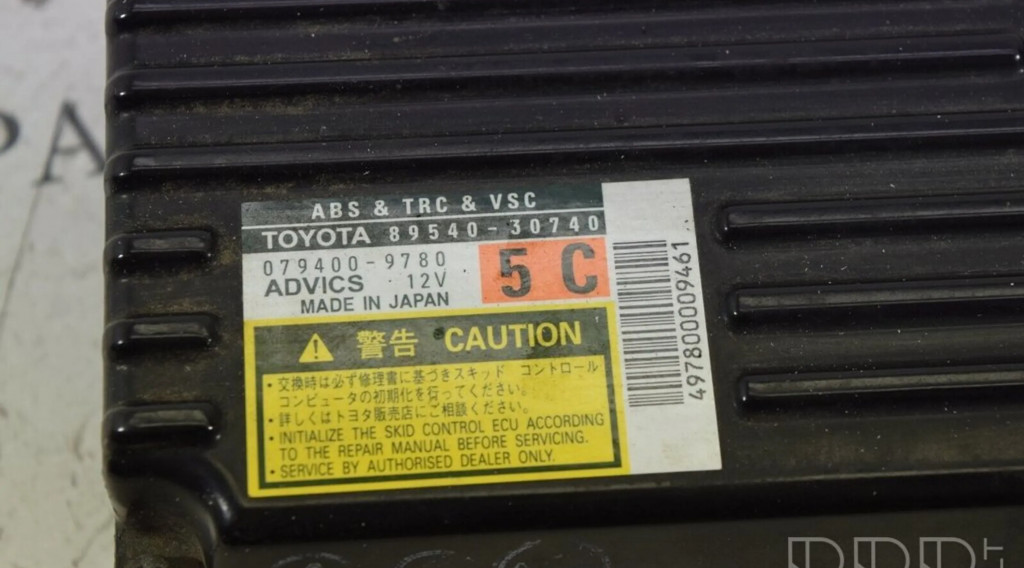 PA
ABS & TRC & VSC
TOYOTA 89540-30740
079400-9780
5C
ADVICS 12V
MADE IN JAPAN
警告 CAUTION
・交換時は必ず修理書に基づきスキッド コントロール
コンピュータの初期化を行ってください。
・詳しくはトヨタ販売店にご相談ください。
・INITIALIZE THE SKID CONTROL ECU ACCORDING
TO THE REPAIR MANUAL BEFORE SERVICING.
・SERVICE BY AUTHORISED DEALER ONLY.
4978000009461